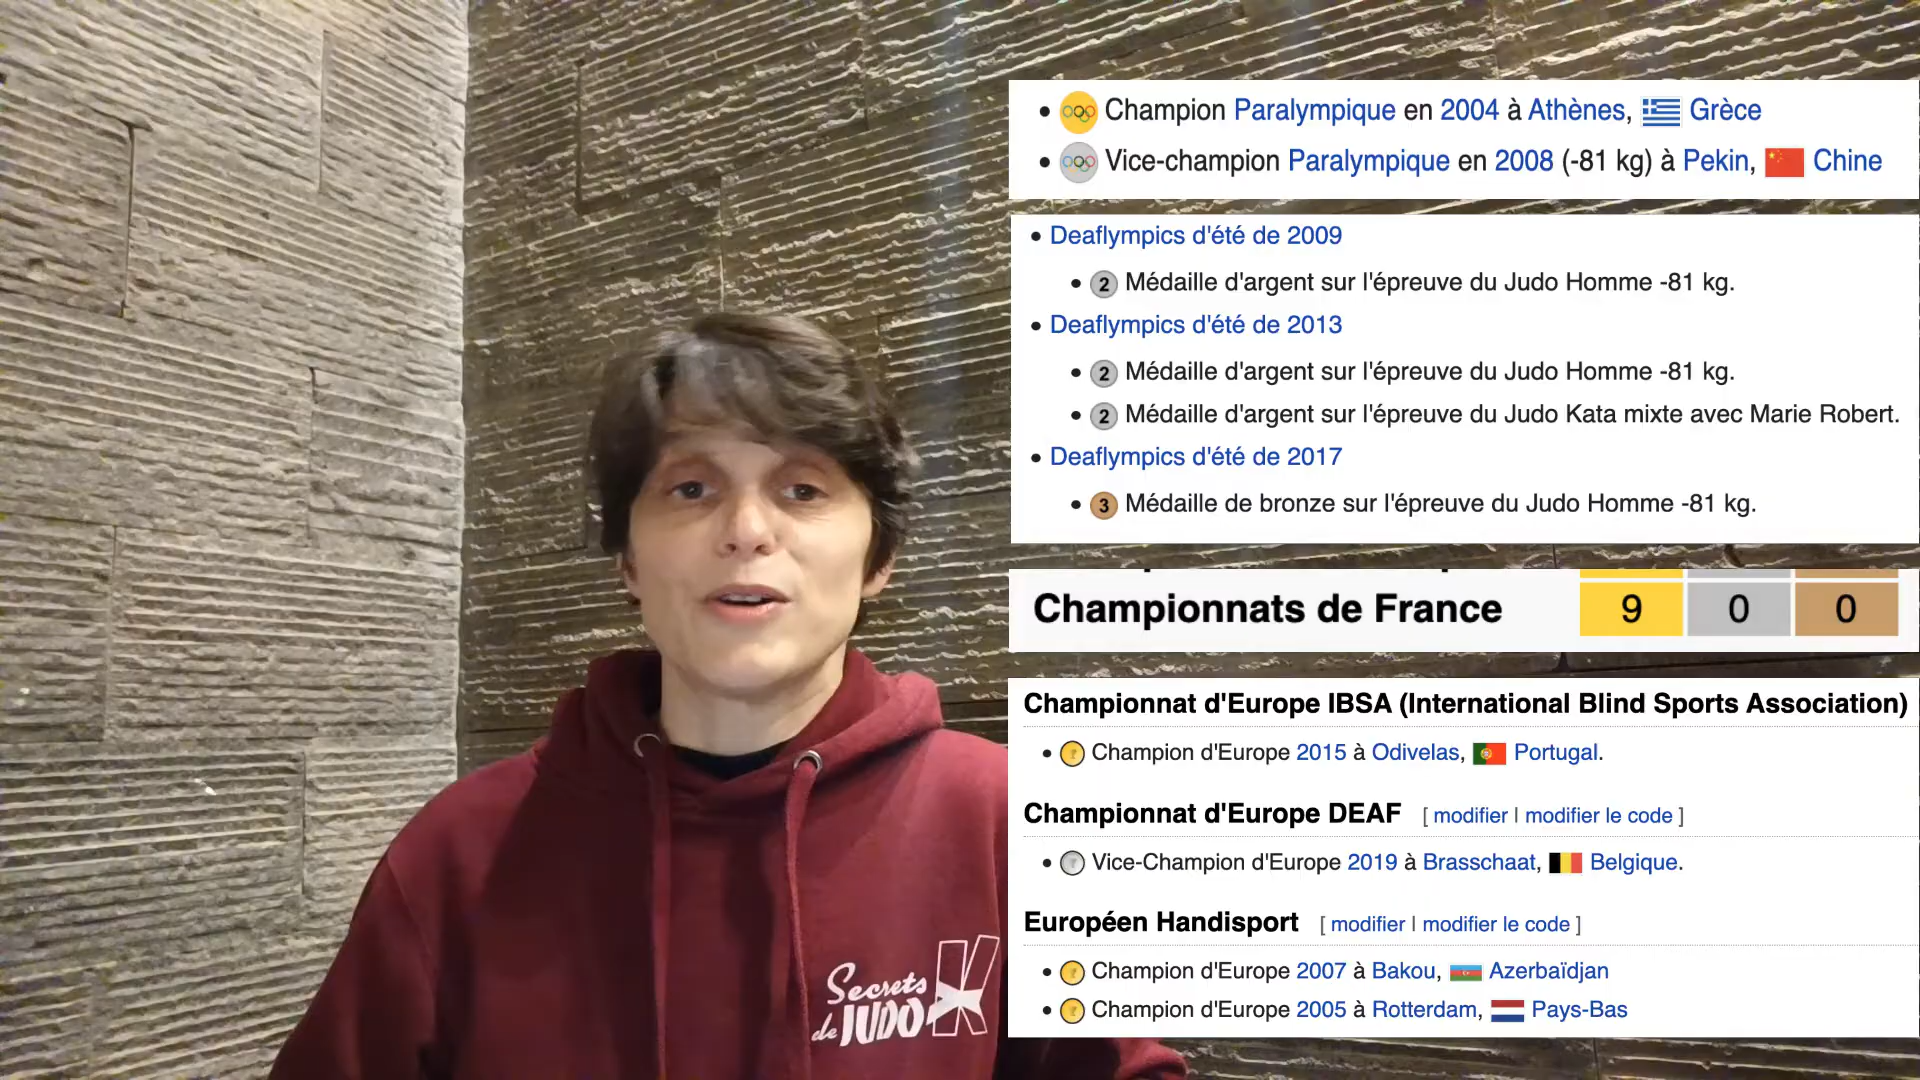 Champion Paralympique en 2004 à Athènes, Grèce
Vice-champion Paralympique en 2008 (-81 kg) à Pekin, Chine
Deaflympics d'été de 2009
2 Médaille d'argent sur l'épreuve du Judo Homme -81 kg.
Deaflympics d'été de 2013
2 Médaille d'argent sur l'épreuve du Judo Homme -81 kg.
2 Médaille d'argent sur l'épreuve du Judo Kata mixte avec Marie Robert.
Deaflympics d'été de 2017
3 Médaille de bronze sur l'épreuve du Judo Homme -81 kg.
Championnats de France 9 0 0
Championnat d'Europe IBSA (International Blind Sports Association)
Champion d'Europe 2015 à Odivelas, Portugal.
Championnat d'Europe DEAF [ modifier | modifier le code ]
Vice-Champion d'Europe 2019 à Brasschaat, Belgique.
Européen Handisport [ modifier | modifier le code ]
Champion d'Europe 2007 à Bakou, Azerbaïdjan
Champion d'Europe 2005 à Rotterdam, Pays-Bas
Secrets
de JUDO